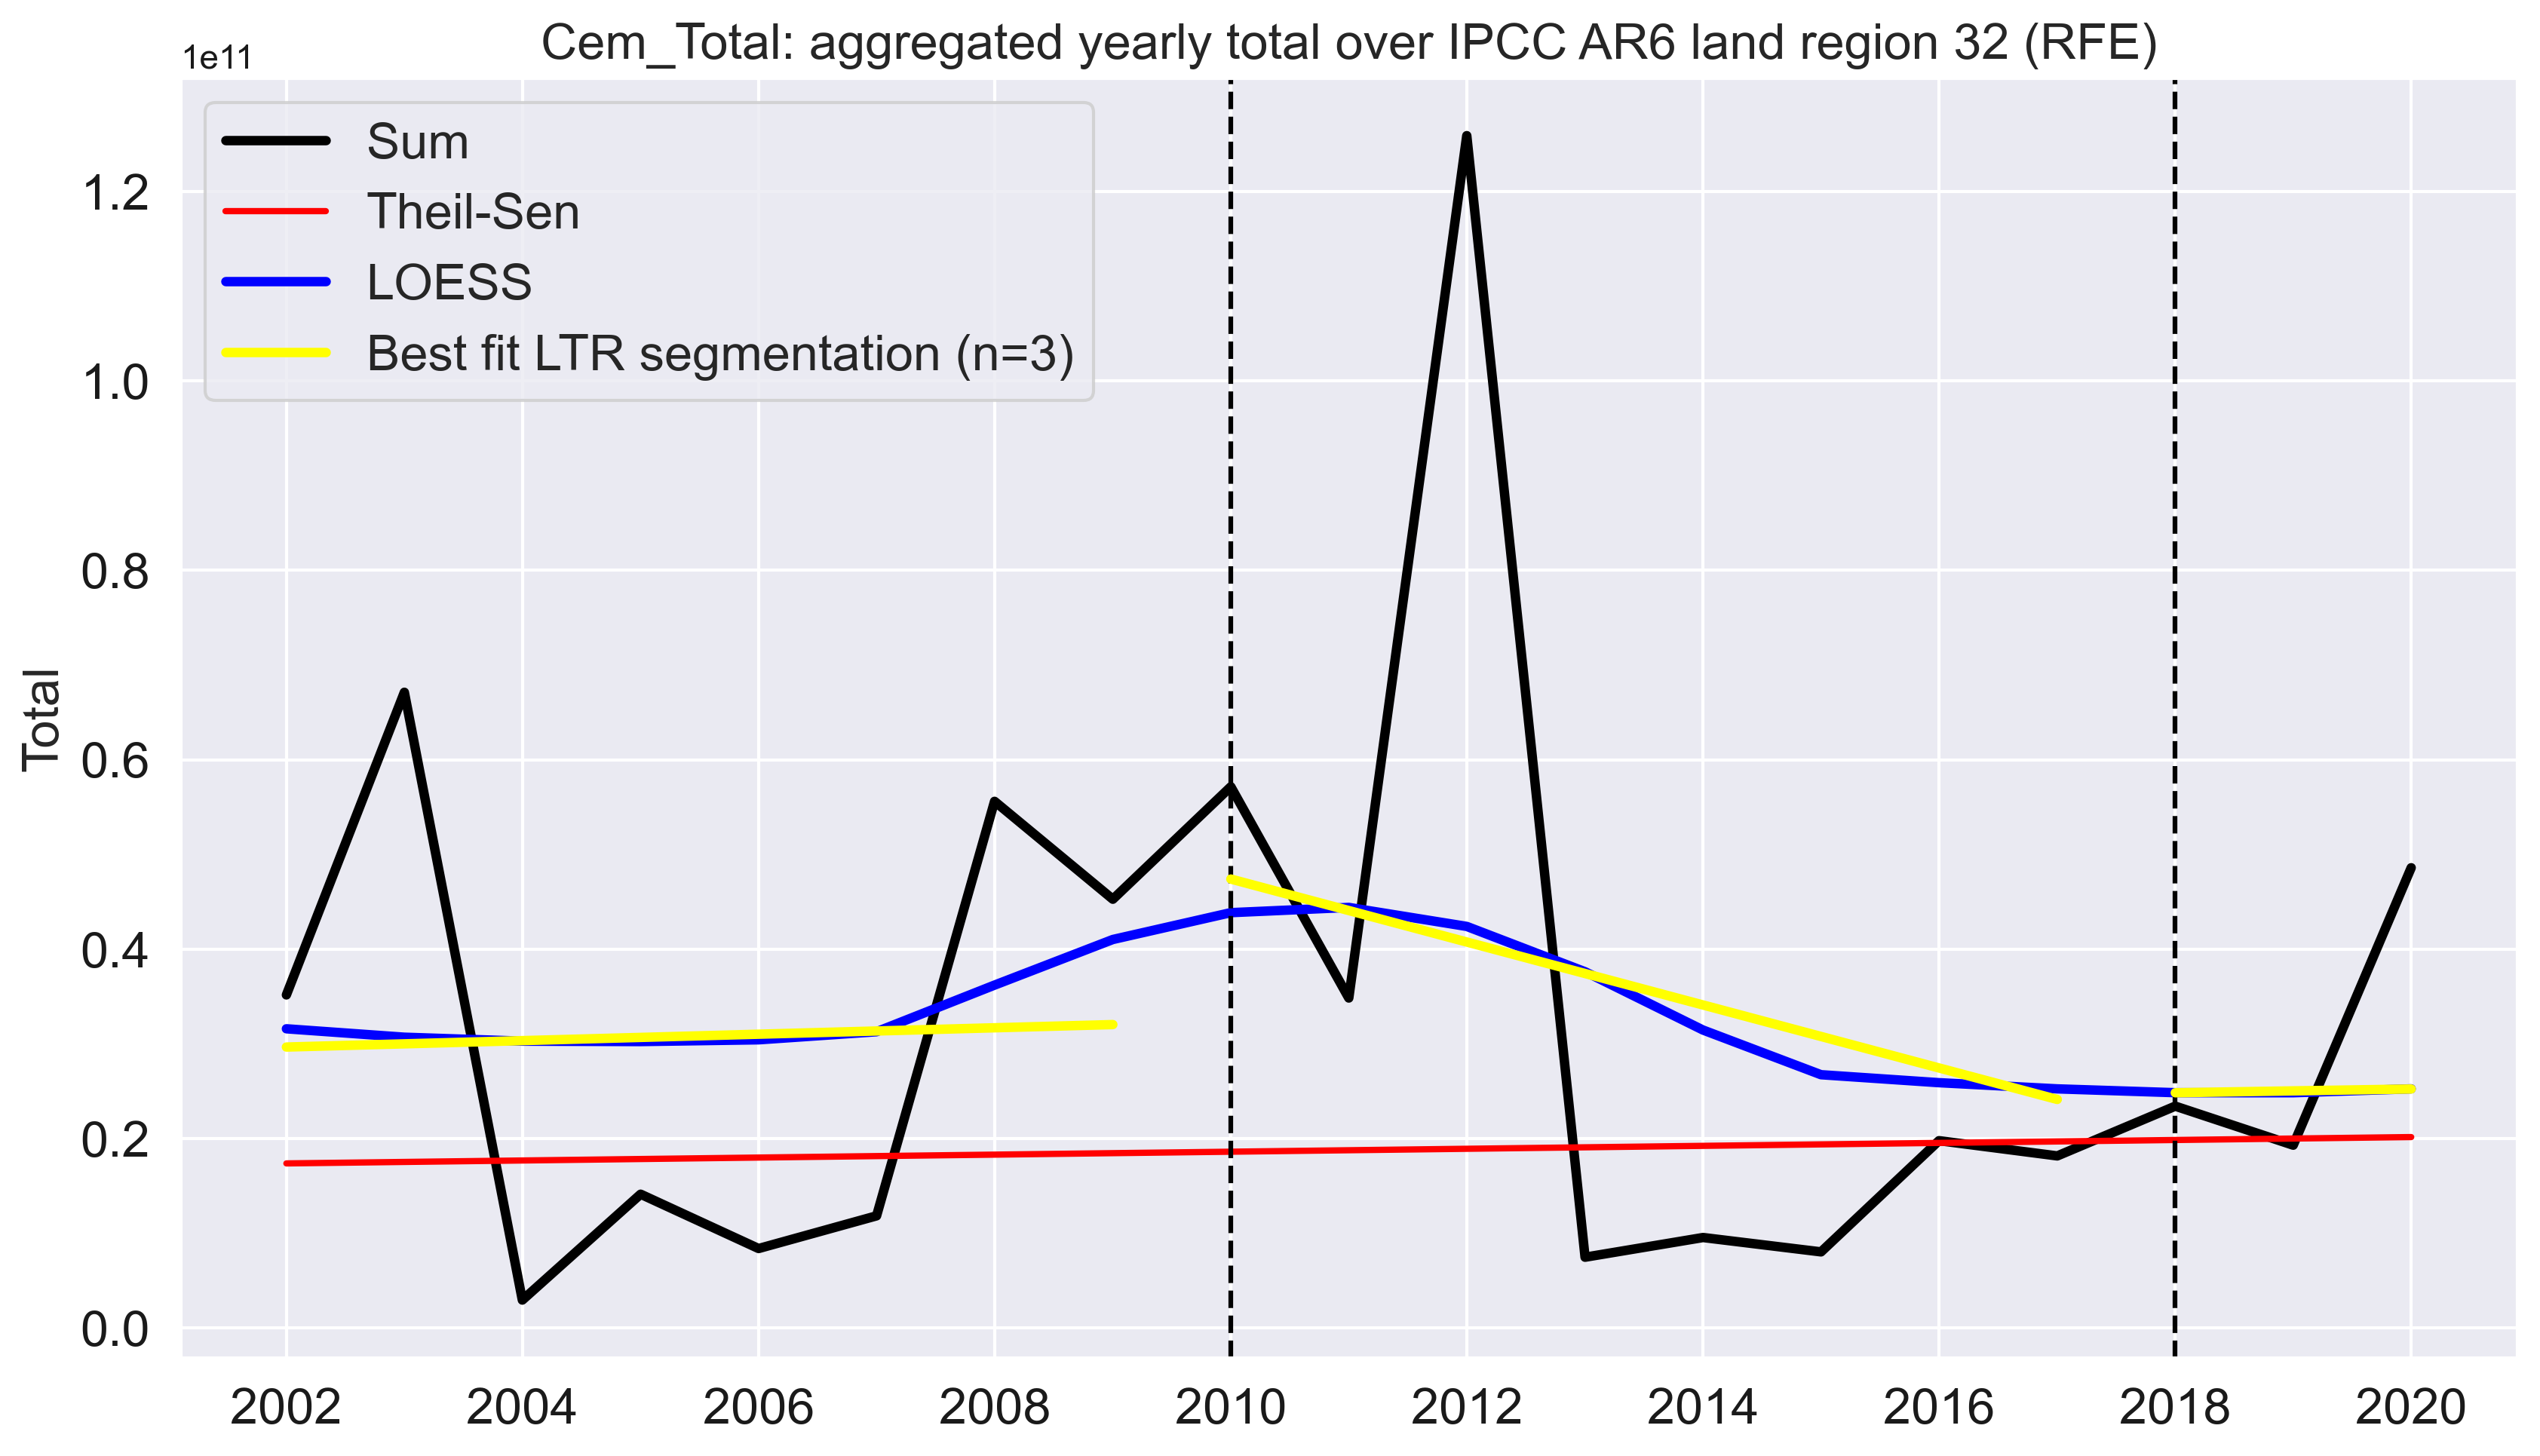 Cem_Total: aggregated yearly total over IPCC AR6 land region 32 (RFE)
1e11
Sum
Theil-Sen
LOESS
Best fit LTR segmentation (n=3)
1.2
1.0
0.8
0.6
0.4
0.2
0.0
Total
2002 2004 2006 2008 2010 2012 2014 2016 2018 2020